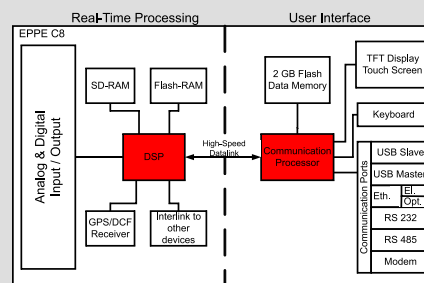 Real-Time Processing
User Interface
EPPE C8
Analog & Digital
Input / Output
SD-RAM
Flash-RAM
DSP
GPS/DCF
Receiver
Interlink to
other
devices
High-Speed
Datalink
2 GB Flash
Data Memory
Communication
Processor
TFT Display
Touch Screen
Keyboard
Communication Ports
USB Slave
USB Master
Eth.
El.
Opt.
RS 232
RS 485
Modem